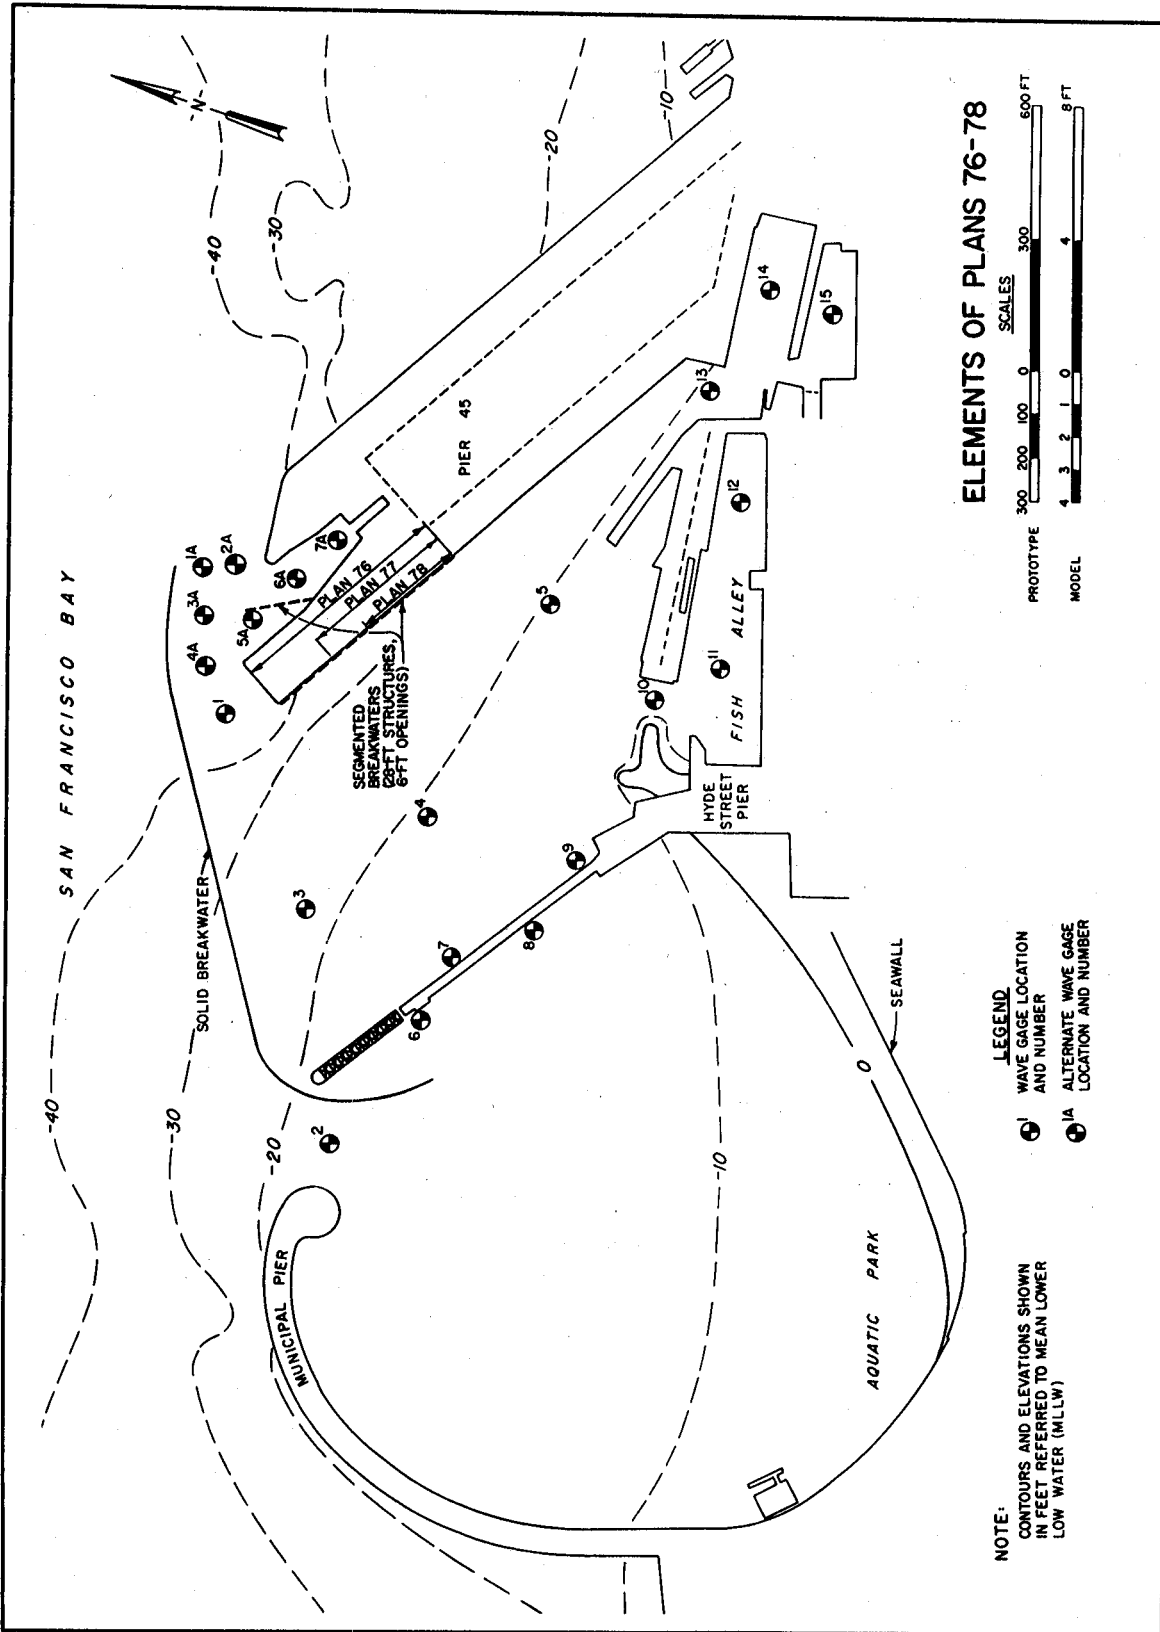 SAN FRANCISCO BAY
-40
-30
-20
-10
-N-
-40
-30
-20
-10
SOLID BREAKWATER
MUNICIPAL PIER
1A
2A
3A
4A
5A
6A
7A
1
2
3
4
5
6
7
8
9
10
11
12
13
14
15
PLAN 76
PLAN 77
PLAN 78
PIER 45
SEGMENTED
BREAKWATERS
(28-FT STRUCTURES,
6-FT OPENINGS)
HYDE
STREET
PIER
FISH ALLEY
AQUATIC PARK
SEAWALL
0
NOTE:
CONTOURS AND ELEVATIONS SHOWN
IN FEET REFERRED TO MEAN LOWER
LOW WATER (MLLW)
LEGEND
1 WAVE GAGE LOCATION
AND NUMBER
1A ALTERNATE WAVE GAGE
LOCATION AND NUMBER
ELEMENTS OF PLANS 76-78
SCALES
PROTOTYPE 300 200 100 0 300 600 FT
MODEL 4 3 2 1 0 4 8 FT